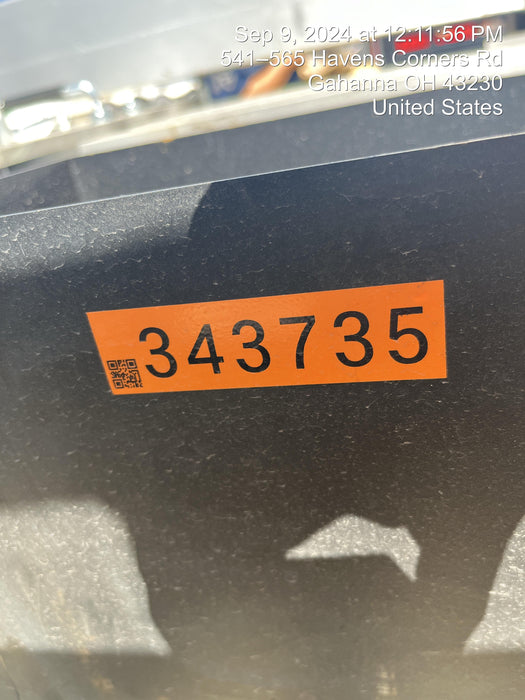 Sep 9, 2024 at 12:11:56 PM
541–565 Havens Corners Rd
Gahanna OH 43230
United States
343735